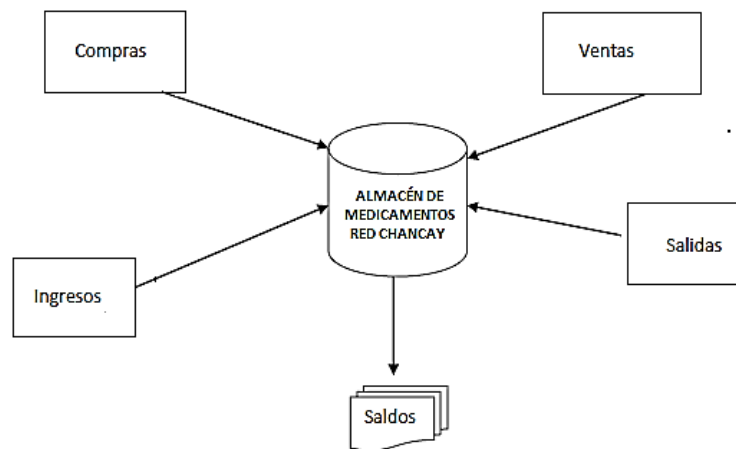 Compras
Ventas
ALMACÉN DE
MEDICAMENTOS
RED CHANCAY
Salidas
Ingresos
Saldos